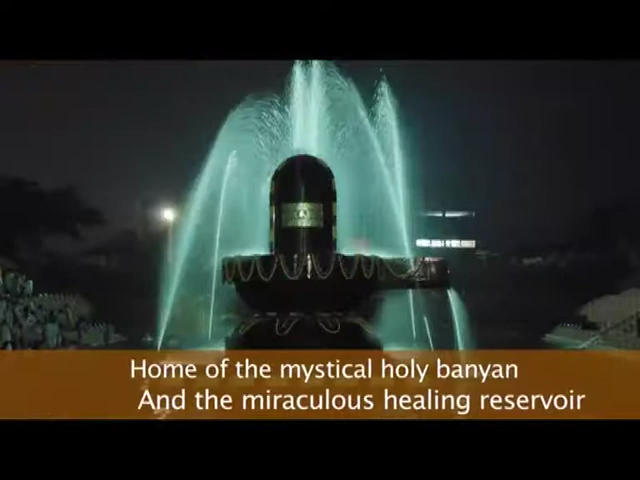 Home of the mystical holy banyan
And the miraculous healing reservoir